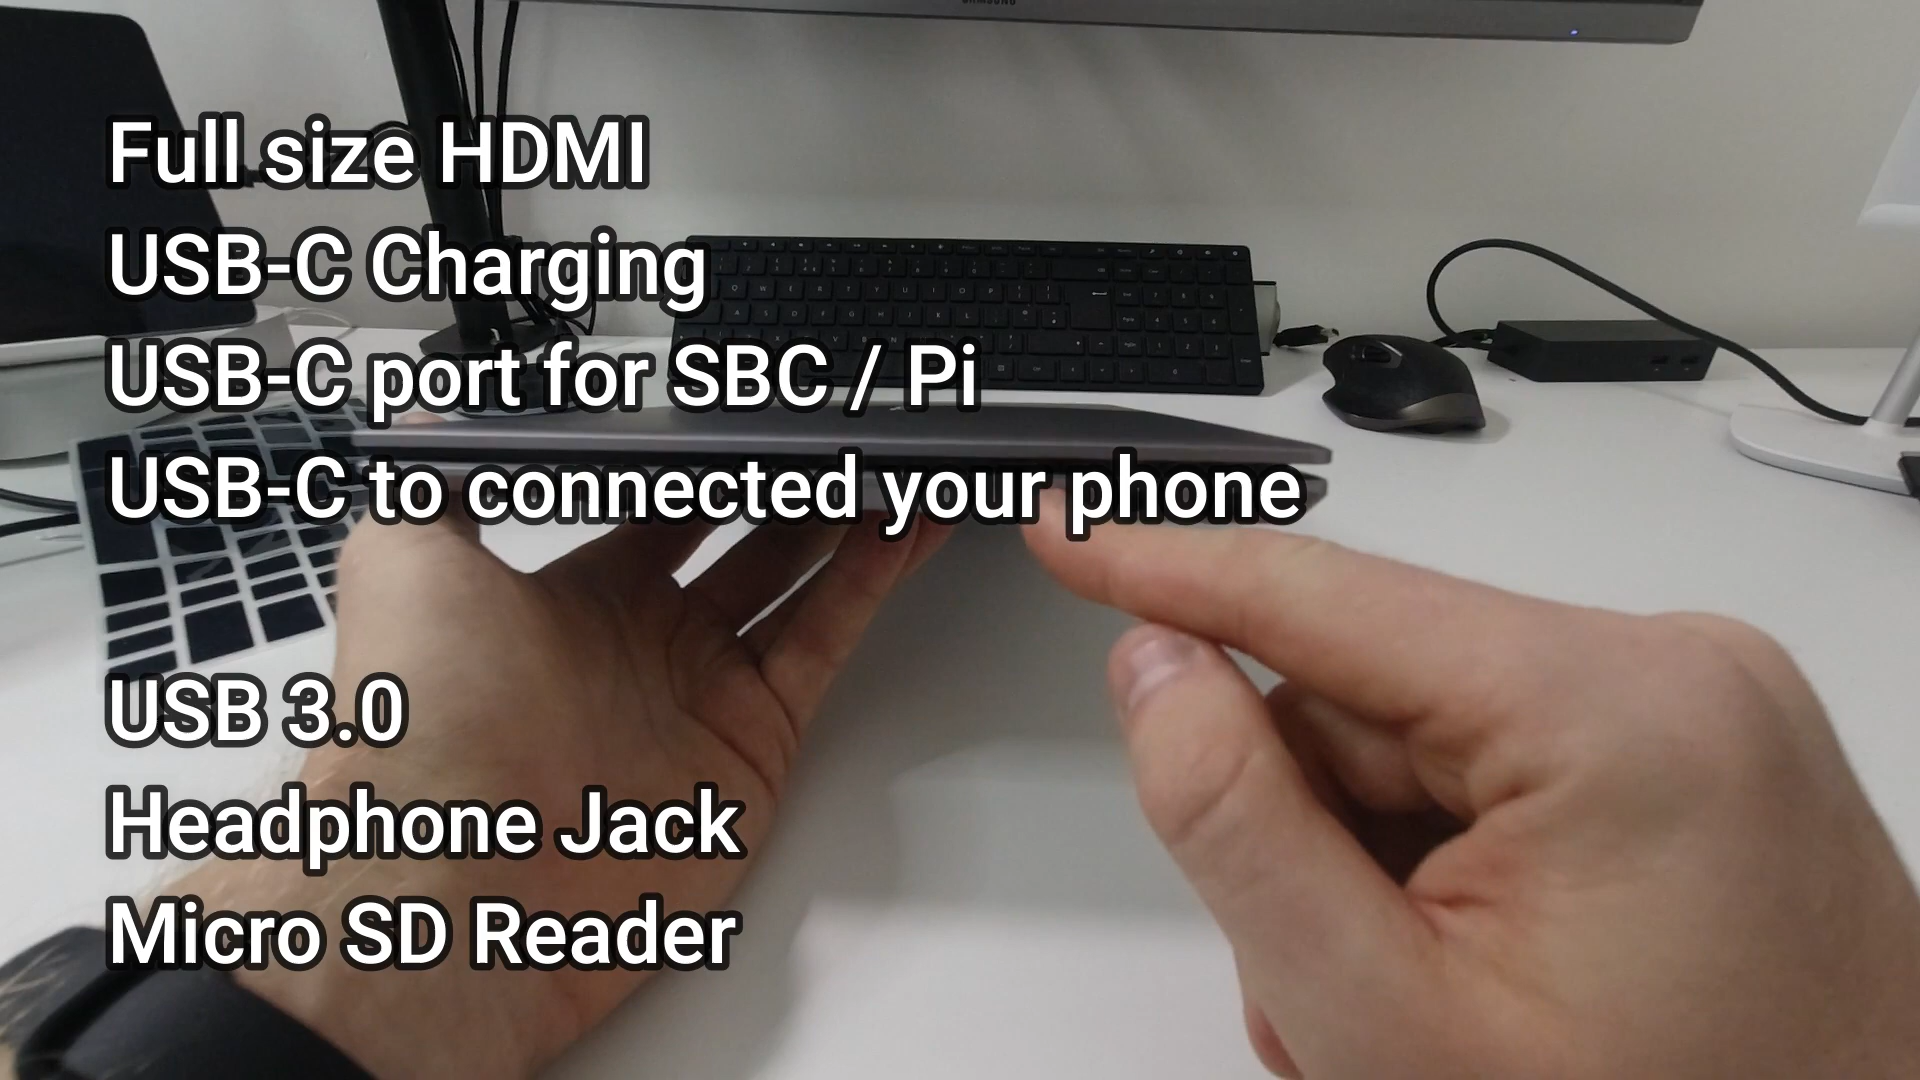 SAMSUNG
Full size HDMI
USB-C Charging
USB-C port for SBC / Pi
USB-C to connected your phone
USB 3.0
Headphone Jack
Micro SD Reader